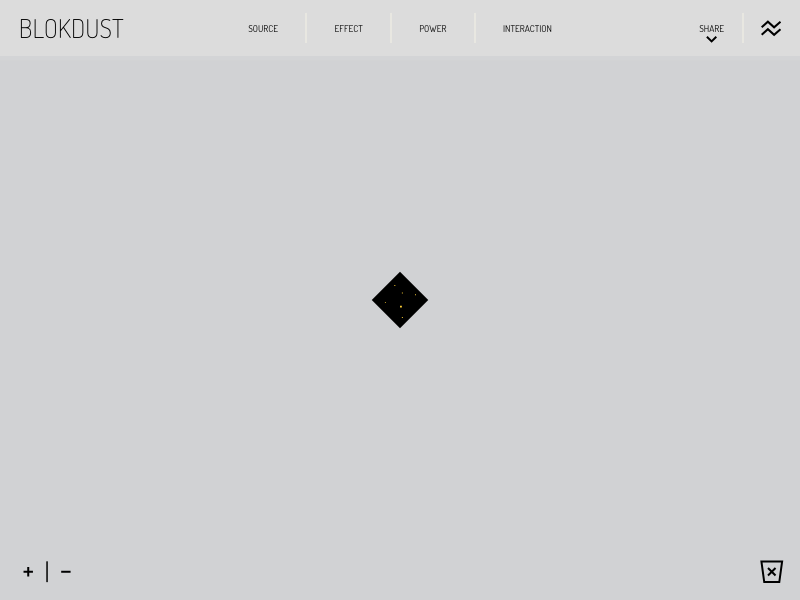 BLOKDUST
SOURCE
EFFECT
POWER
INTERACTION
SHARE